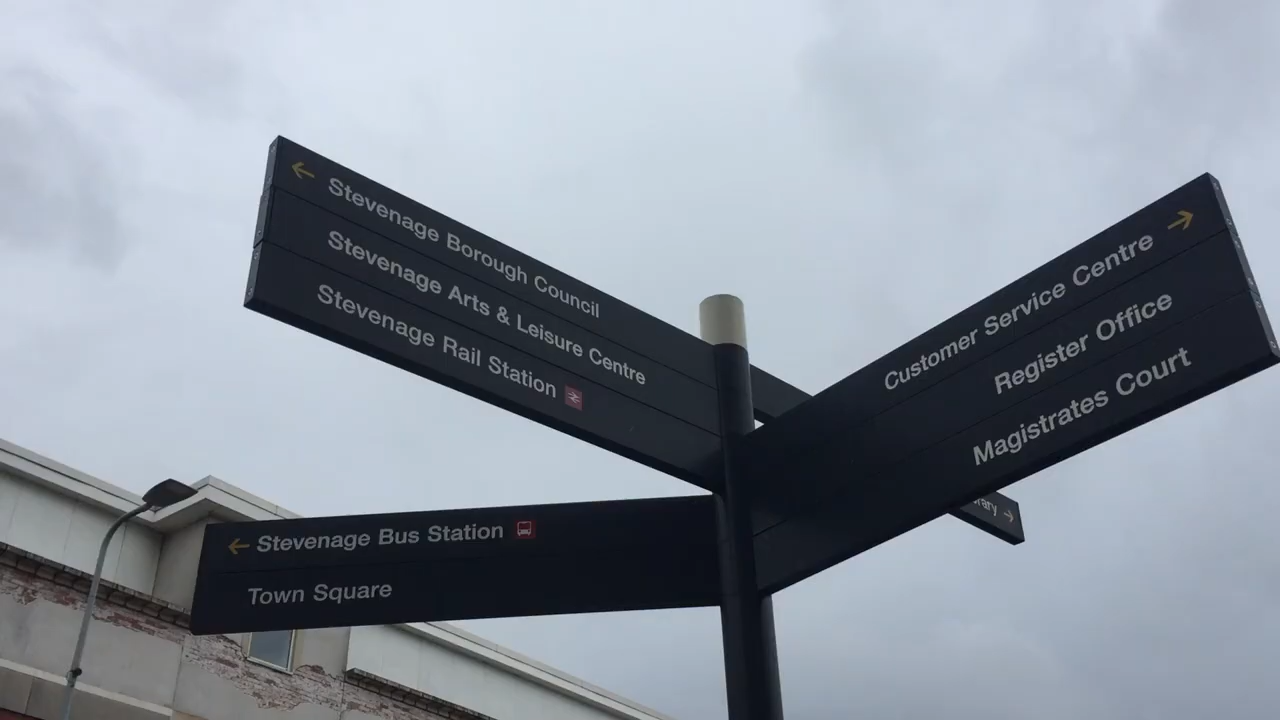 Stevenage Borough Council
Stevenage Arts & Leisure Centre
Stevenage Rail Station
Customer Service Centre
Register Office
Magistrates Court
Stevenage Bus Station
Town Square